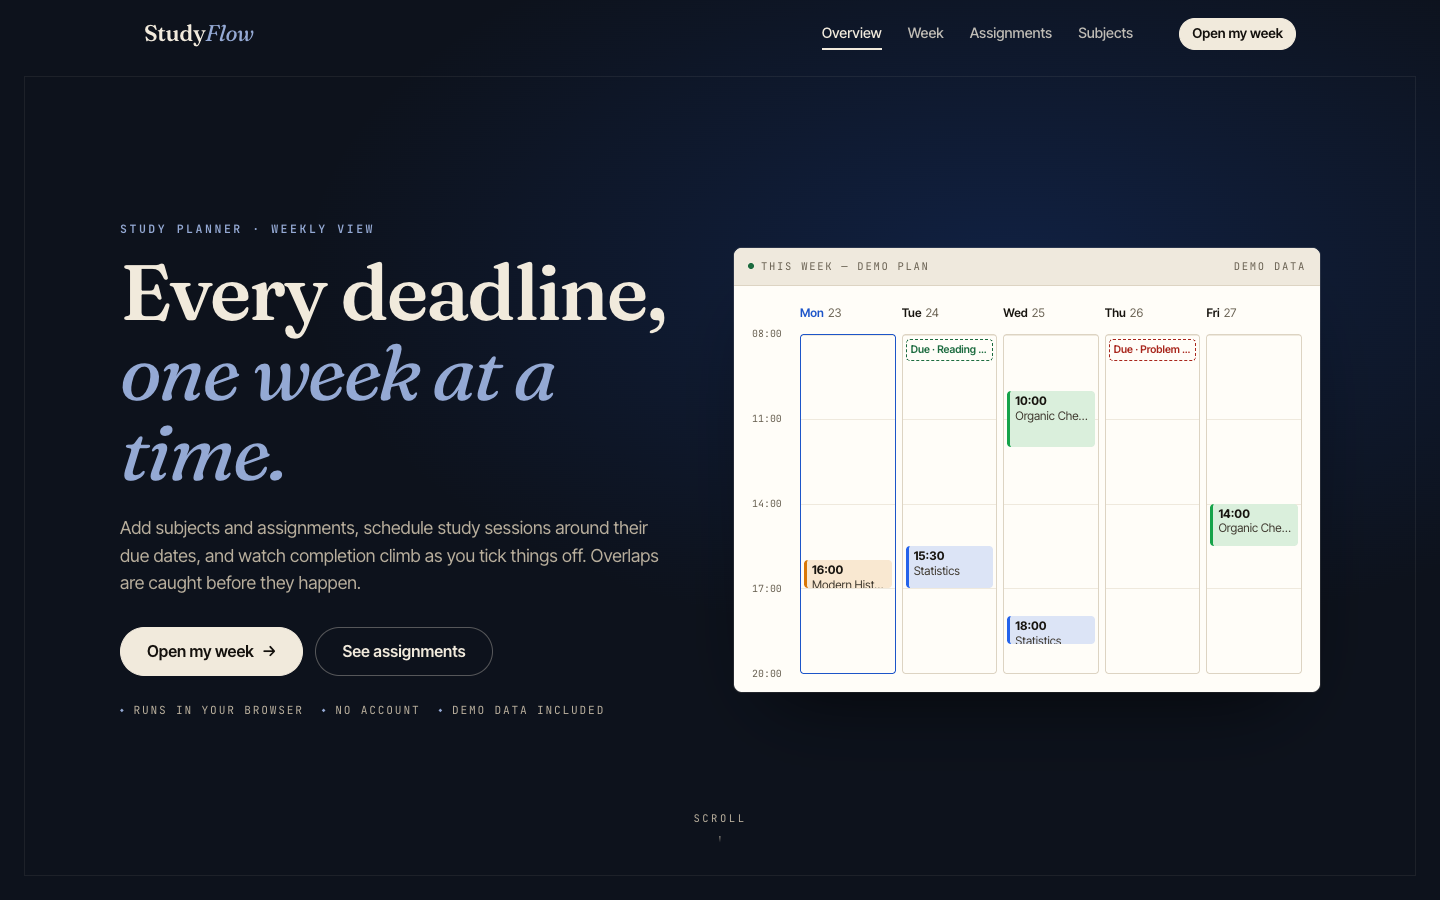 StudyFlow
Overview Week Assignments Subjects Open my week
STUDY PLANNER · WEEKLY VIEW
Every deadline,
one week at a
time.
Add subjects and assignments, schedule study sessions around their
due dates, and watch completion climb as you tick things off. Overlaps
are caught before they happen.
Open my week → See assignments
• RUNS IN YOUR BROWSER • NO ACCOUNT • DEMO DATA INCLUDED
THIS WEEK — DEMO PLAN DEMO DATA
Mon 23 Tue 24 Wed 25 Thu 26 Fri 27
08:00
Due · Reading ... Due · Problem ...
10:00
Organic Che...
11:00
14:00
14:00
Organic Che...
15:30
Statistics
16:00
Modern Hist...
17:00
18:00
Statistics
20:00
SCROLL
↑